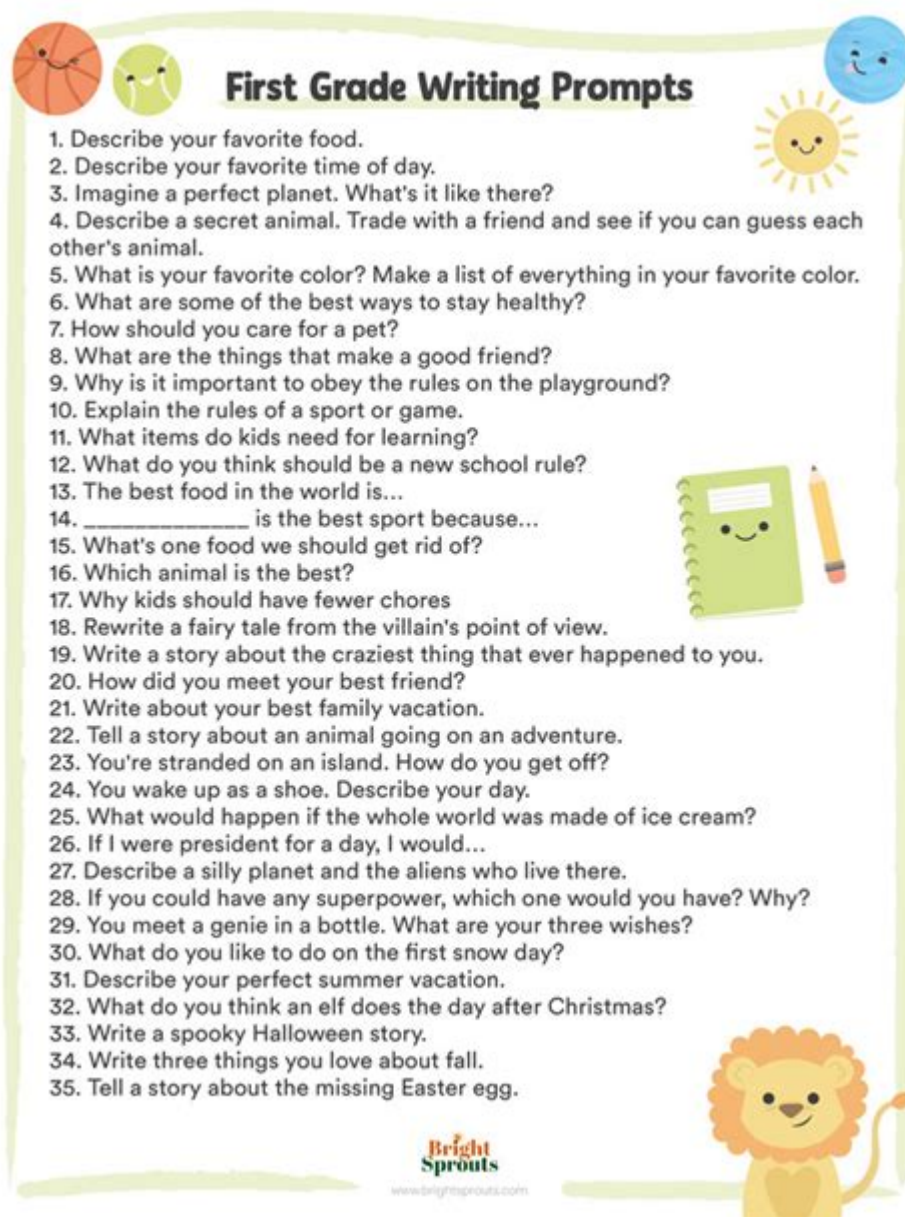 First Grade Writing Prompts
1. Describe your favorite food.
2. Describe your favorite time of day.
3. Imagine a perfect planet. What's it like there?
4. Describe a secret animal. Trade with a friend and see if you can guess each
other's animal.
5. What is your favorite color? Make a list of everything in your favorite color.
6. What are some of the best ways to stay healthy?
7. How should you care for a pet?
8. What are the things that make a good friend?
9. Why is it important to obey the rules on the playground?
10. Explain the rules of a sport or game.
11. What items do kids need for learning?
12. What do you think should be a new school rule?
13. The best food in the world is...
14. _____________ is the best sport because...
15. What's one food we should get rid of?
16. Which animal is the best?
17. Why kids should have fewer chores
18. Rewrite a fairy tale from the villain's point of view.
19. Write a story about the craziest thing that ever happened to you.
20. How did you meet your best friend?
21. Write about your best family vacation.
22. Tell a story about an animal going on an adventure.
23. You're stranded on an island. How do you get off?
24. You wake up as a shoe. Describe your day.
25. What would happen if the whole world was made of ice cream?
26. If I were president for a day, I would...
27. Describe a silly planet and the aliens who live there.
28. If you could have any superpower, which one would you have? Why?
29. You meet a genie in a bottle. What are your three wishes?
30. What do you like to do on the first snow day?
31. Describe your perfect summer vacation.
32. What do you think an elf does the day after Christmas?
33. Write a spooky Halloween story.
34. Write three things you love about fall.
35. Tell a story about the missing Easter egg.
Bright
Sprouts
www.brightsprouts.com